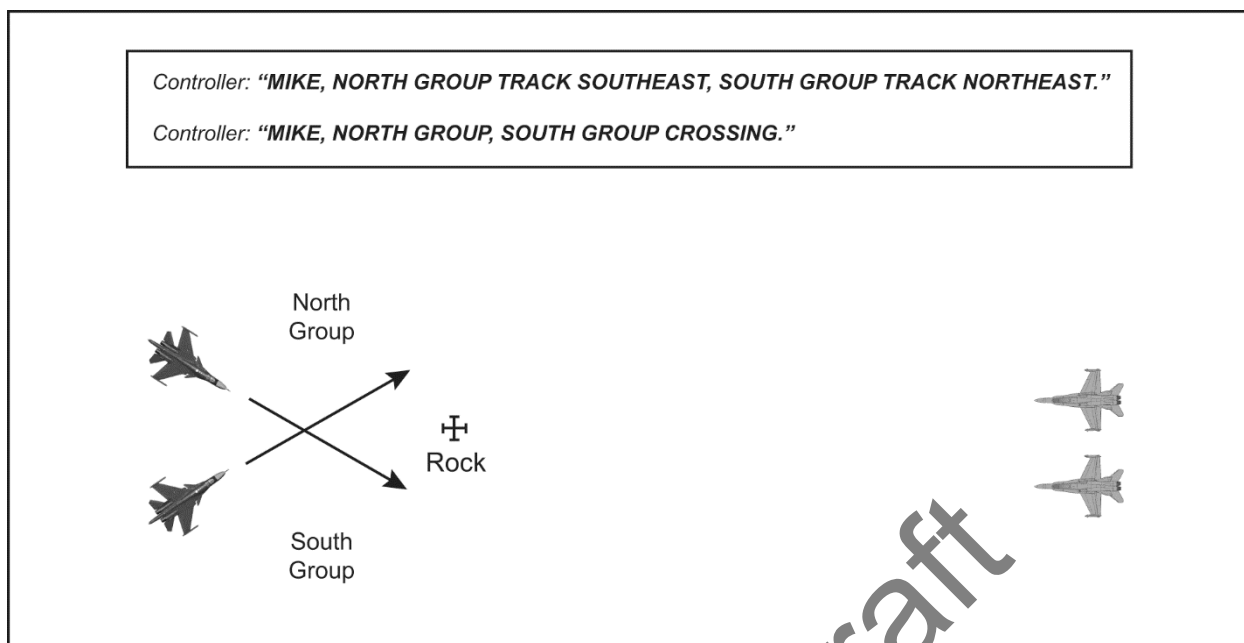 Controller: “MIKE, NORTH GROUP TRACK SOUTHEAST, SOUTH GROUP TRACK NORTHEAST.”
Controller: “MIKE, NORTH GROUP, SOUTH GROUP CROSSING.”
North
Group
Rock
South
Group
raft